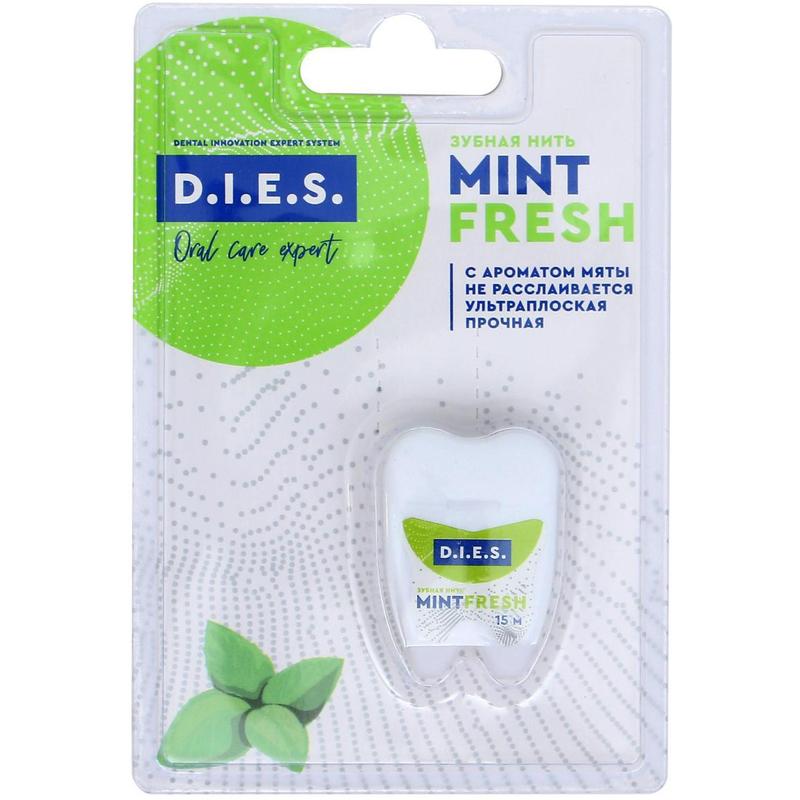 DENTAL INNOVATION EXPERT SYSTEM
D.I.E.S.
Oral care expert
ЗУБНАЯ НИТЬ
MINT
FRESH
С АРОМАТОМ МЯТЫ
НЕ РАССЛАИВАЕТСЯ
УЛЬТРАПЛОСКАЯ
ПРОЧНАЯ
D.I.E.S.
ЗУБНАЯ НИТЬ
MINTFRESH
15 м